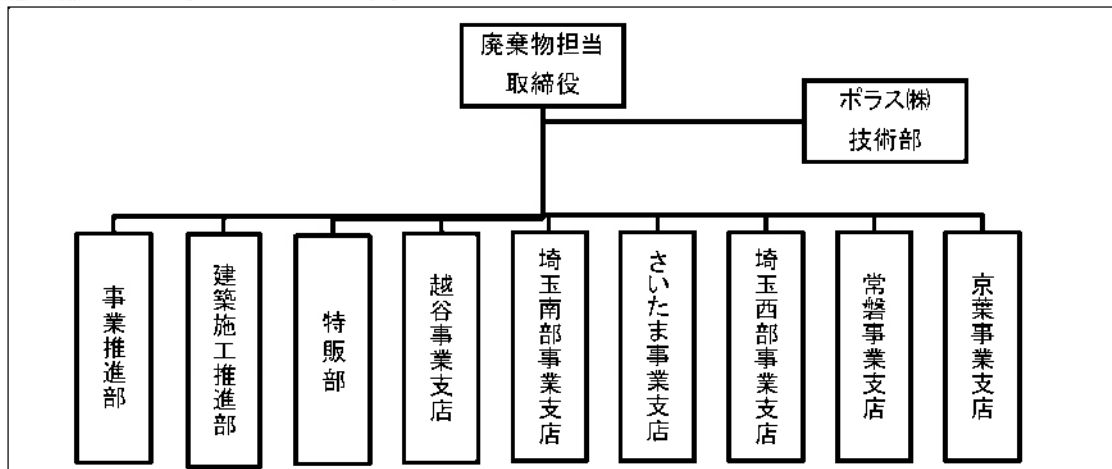 廃棄物担当
取締役
ポラス㈱
技術部
事業推進部
建築施工推進部
特販部
越谷事業支店
埼玉南部事業支店
さいたま事業支店
埼玉西部事業支店
常磐事業支店
京葉事業支店